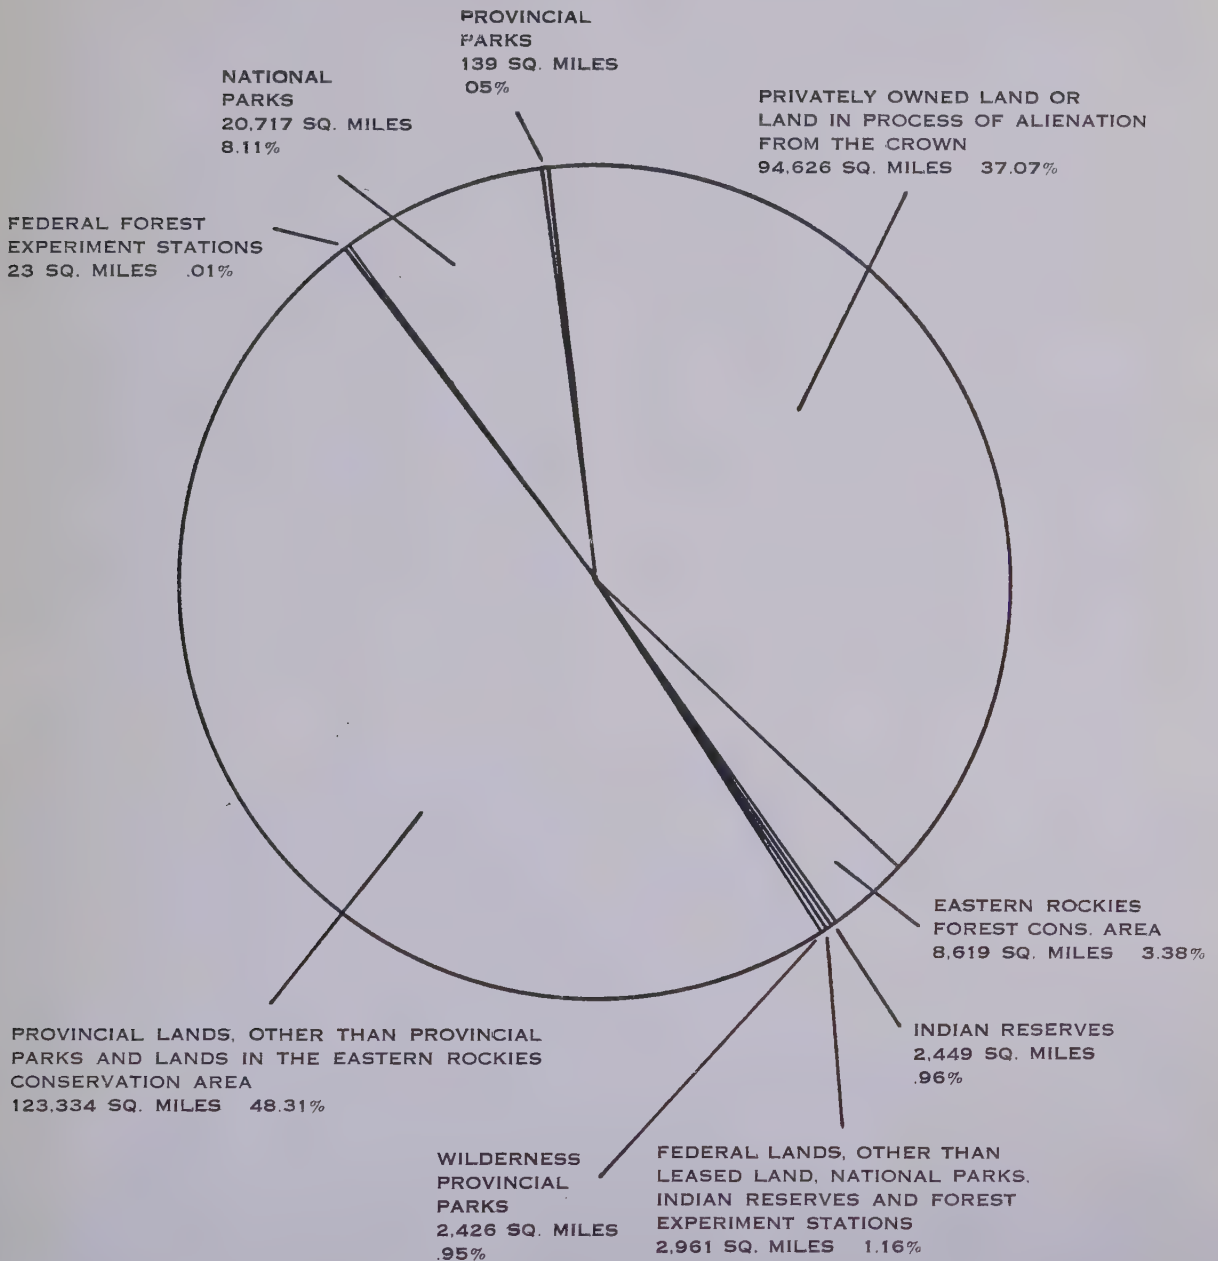 PROVINCIAL
PARKS
139 SQ. MILES
05%
NATIONAL
PARKS
20,717 SQ. MILES
8.11%
PRIVATELY OWNED LAND OR
LAND IN PROCESS OF ALIENATION
FROM THE CROWN
94,626 SQ. MILES 37.07%
FEDERAL FOREST
EXPERIMENT STATIONS
23 SQ. MILES .01%
EASTERN ROCKIES
FOREST CONS. AREA
8,619 SQ. MILES 3.38%
INDIAN RESERVES
2,449 SQ. MILES
.96%
PROVINCIAL LANDS, OTHER THAN PROVINCIAL
PARKS AND LANDS IN THE EASTERN ROCKIES
CONSERVATION AREA
123,334 SQ. MILES 48.31%
WILDERNESS
PROVINCIAL
PARKS
2,426 SQ. MILES
.95%
FEDERAL LANDS, OTHER THAN
LEASED LAND, NATIONAL PARKS.
INDIAN RESERVES AND FOREST
EXPERIMENT STATIONS
2,961 SQ. MILES 1.16%